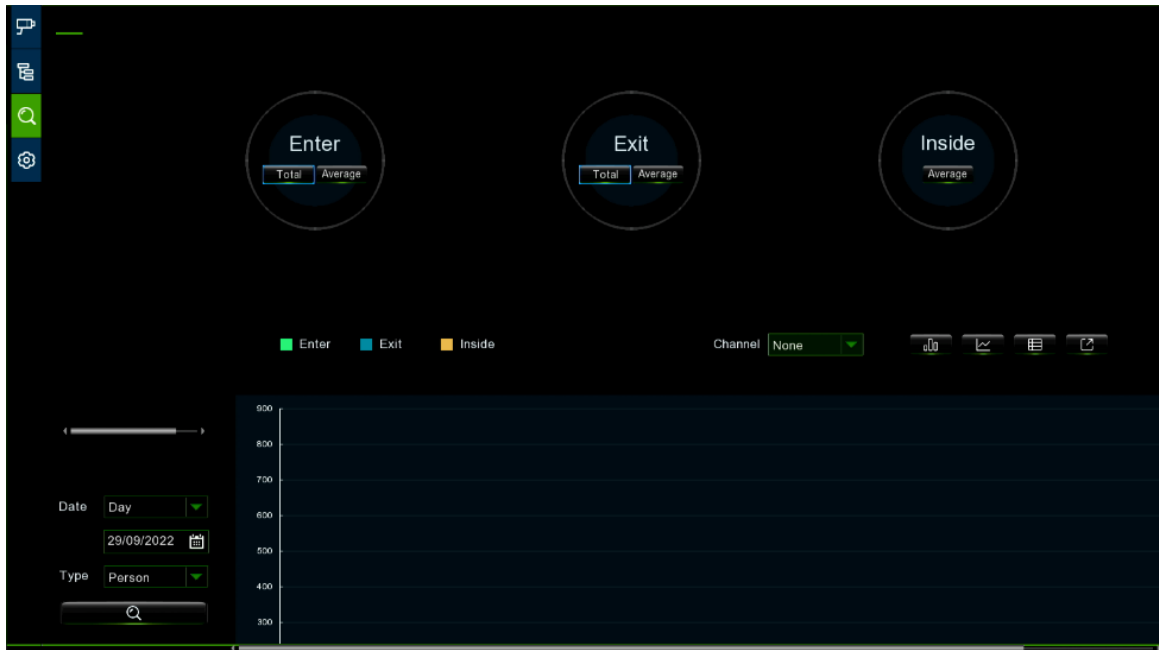 Enter
Total Average
Exit
Total Average
Inside
Average
Enter Exit Inside
Channel None
Date Day
29/09/2022
Type Person
900
800
700
600
500
400
300